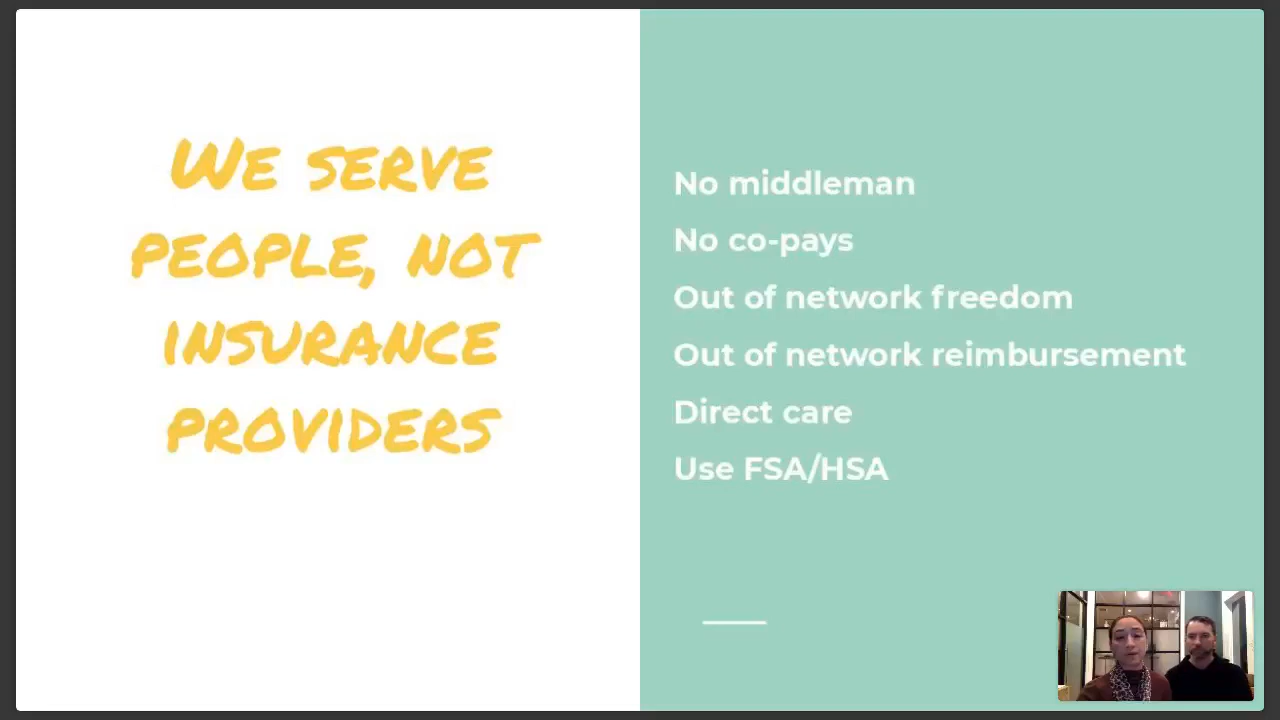 We serve
people, not
insurance
providers
No middleman
No co-pays
Out of network freedom
Out of network reimbursement
Direct care
Use FSA/HSA